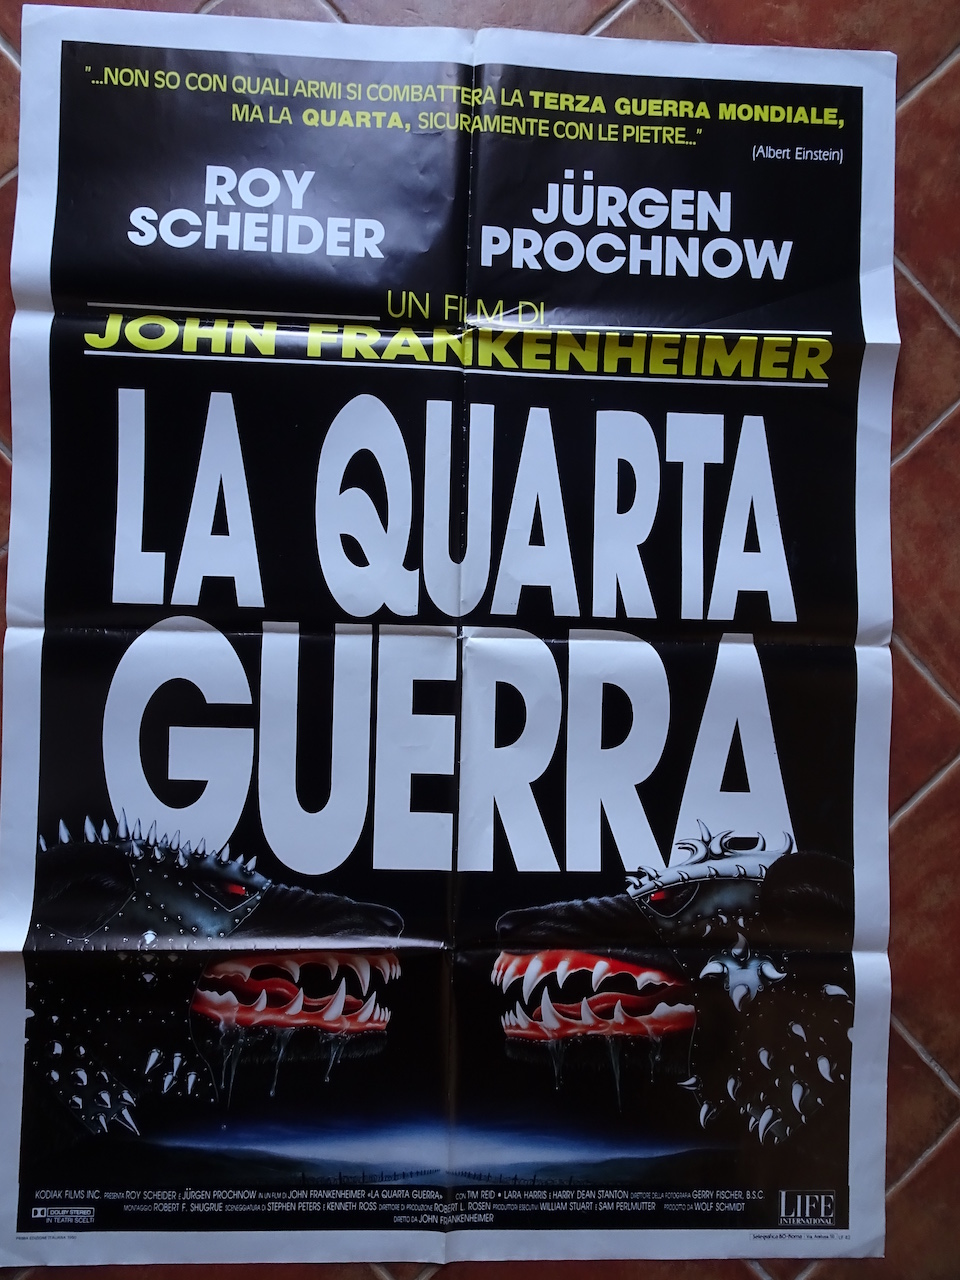 "...NON SO CON QUALI ARMI SI COMBATTERÀ LA TERZA GUERRA MONDIALE,
MA LA QUARTA, SICURAMENTE CON LE PIETRE..."
(Albert Einstein)
ROY
SCHEIDER
JÜRGEN
PROCHNOW
UN FILM DI
JOHN FRANKENHEIMER
LA QUARTA
GUERRA
KODIAK FILMS INC. PRESENTA ROY SCHEIDER E JÜRGEN PROCHNOW IN UN FILM DI JOHN FRANKENHEIMER «LA QUARTA GUERRA» CON TIM REID • LARA HARRIS E HARRY DEAN STANTON DIRETTORE DELLA FOTOGRAFIA GERRY FISCHER, B.S.C.
MONTAGGIO ROBERT F. SHUGRUE SCENEGGIATURA DI STEPHEN PETERS E KENNETH ROSS DIRETTORE DI PRODUZIONE ROBERT L. ROSEN PRODUTTORI ESECUTIVI WILLIAM STUART E SAM PERLMUTTER PRODOTTO DA WOLF SCHMIDT
DIRETTO DA JOHN FRANKENHEIMER
DOLBY STEREO
IN TEATRI SCELTI
LIFE
INTERNATIONAL
PRIMA EDIZIONE ITALIANA